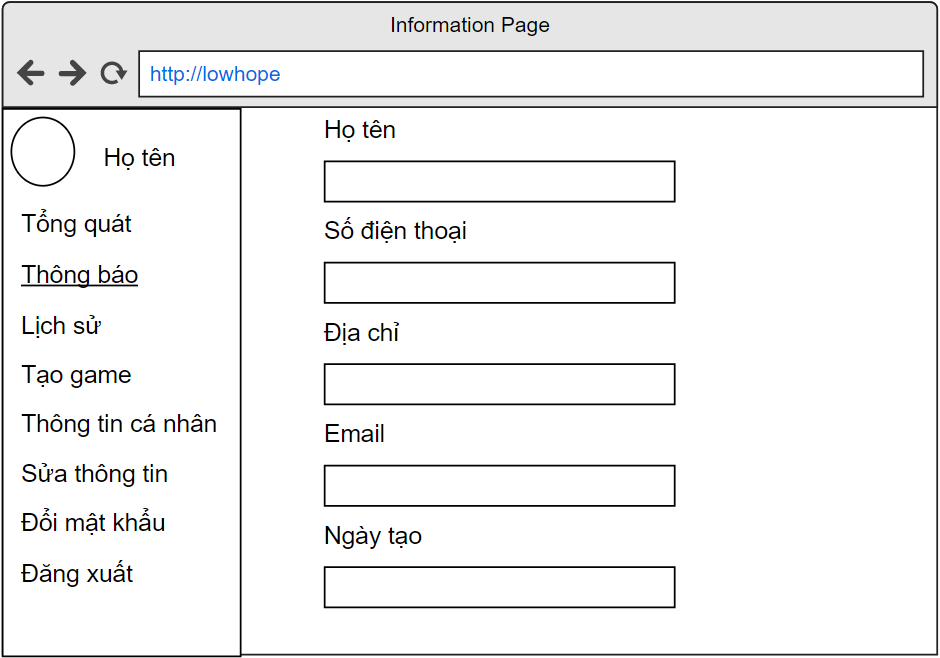 Information Page
http://lowhope
Họ tên
Tổng quát
Thông báo
Lịch sử
Tạo game
Thông tin cá nhân
Sửa thông tin
Đổi mật khẩu
Đăng xuất
Họ tên
Số điện thoại
Địa chỉ
Email
Ngày tạo